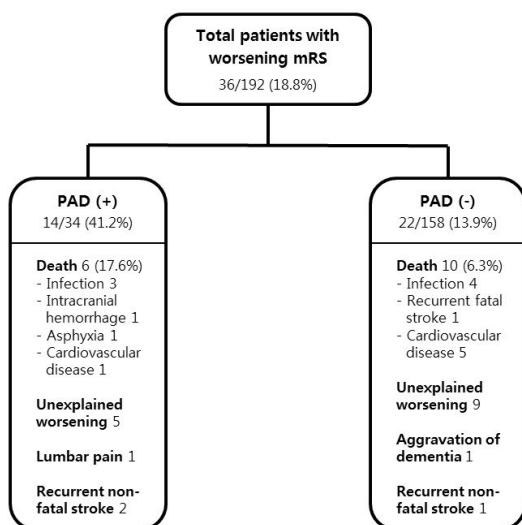 Total patients with
worsening mRS
36/192 (18.8%)
PAD (+)
14/34 (41.2%)
Death 6 (17.6%)
- Infection 3
- Intracranial
hemorrhage 1
- Asphyxia 1
- Cardiovascular
disease 1
Unexplained
worsening 5
Lumbar pain 1
Recurrent non-
fatal stroke 2
PAD (-)
22/158 (13.9%)
Death 10 (6.3%)
- Infection 4
- Recurrent fatal
stroke 1
- Cardiovascular
disease 5
Unexplained
worsening 9
Aggravation of
dementia 1
Recurrent non-
fatal stroke 1